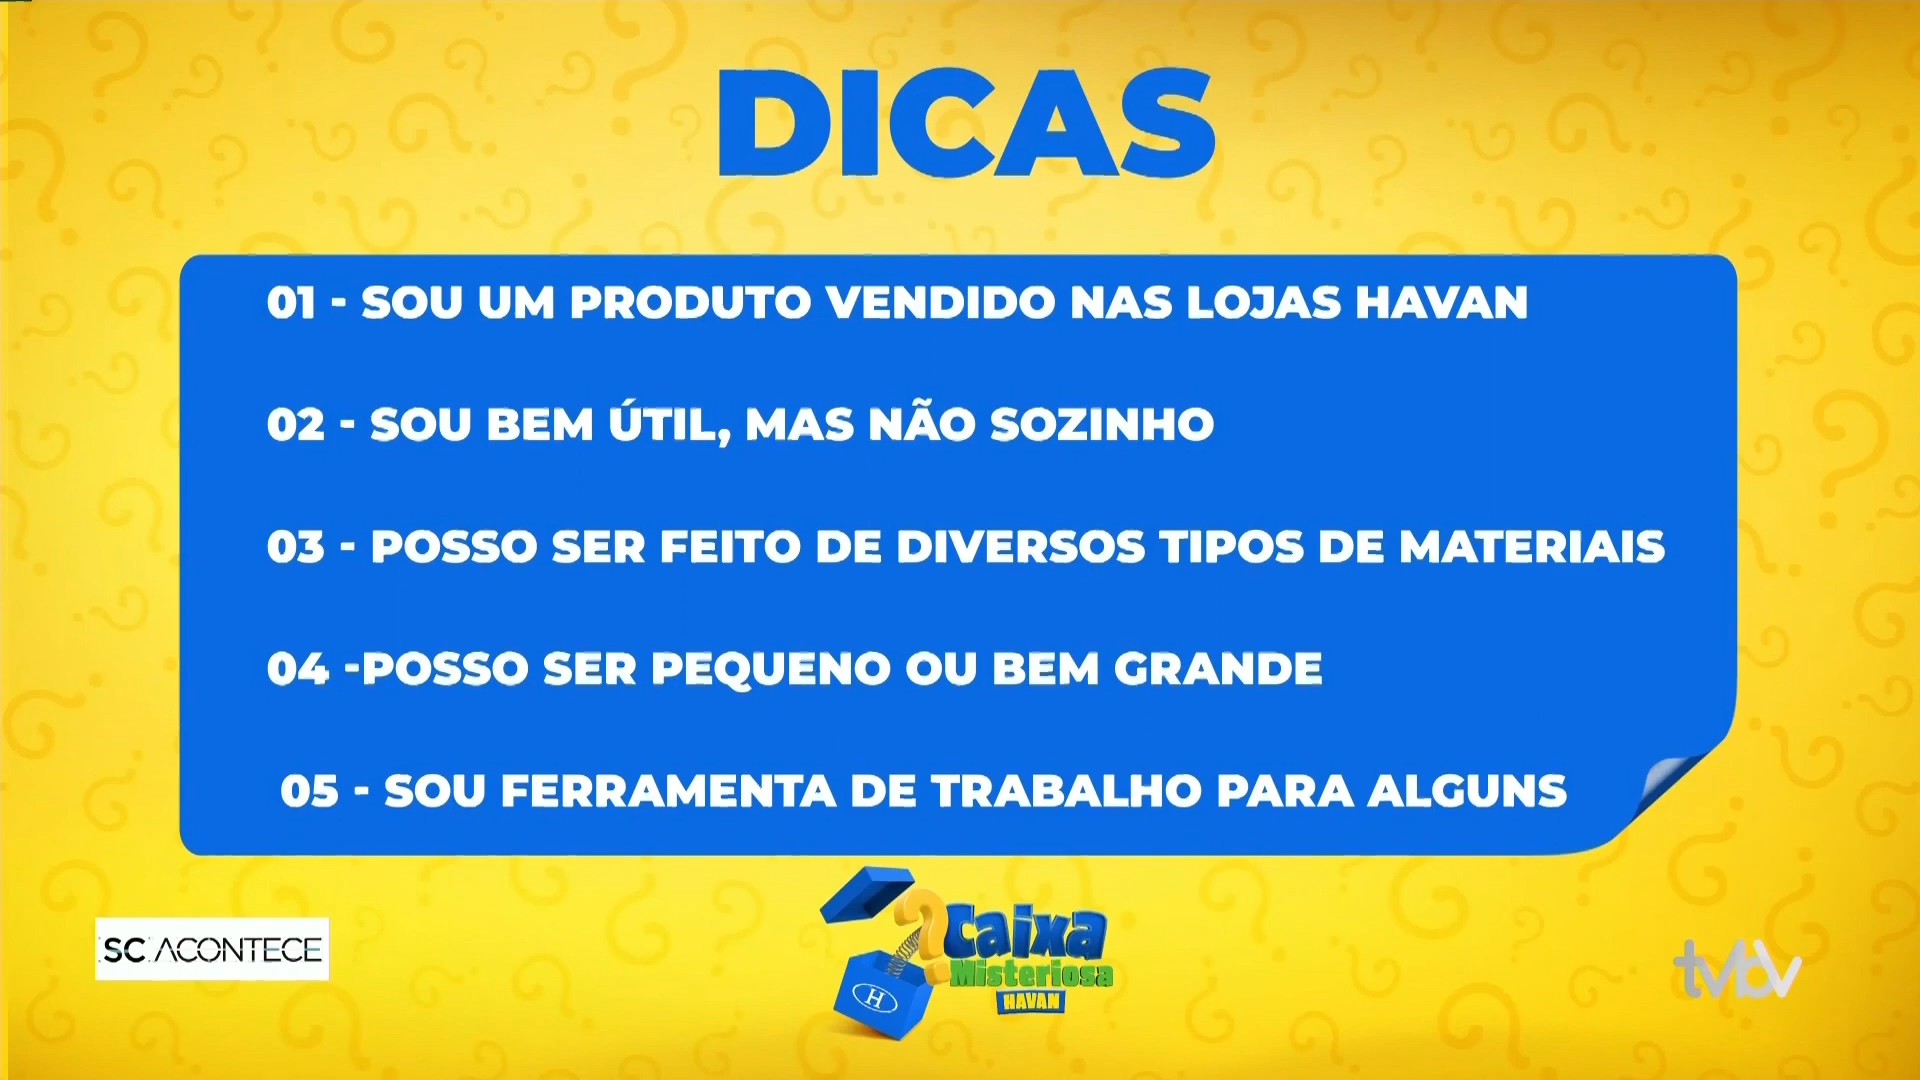 DICAS
01 - SOU UM PRODUTO VENDIDO NAS LOJAS HAVAN
02 - SOU BEM ÚTIL, MAS NÃO SOZINHO
03 - POSSO SER FEITO DE DIVERSOS TIPOS DE MATERIAIS
04 -POSSO SER PEQUENO OU BEM GRANDE
05 - SOU FERRAMENTA DE TRABALHO PARA ALGUNS
SC ACONTECE
H
Caixa
Misteriosa
HAVAN
tvbv